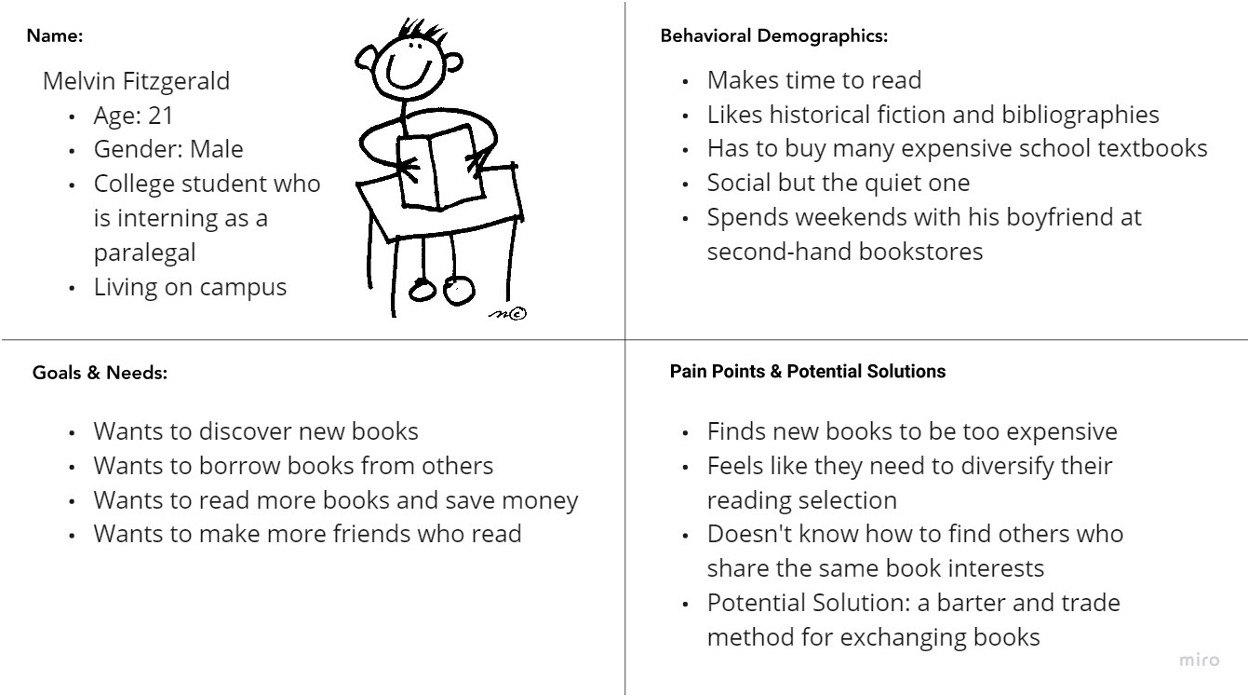 Name:
Melvin Fitzgerald
• Age: 21
• Gender: Male
• College student who
is interning as a
paralegal
• Living on campus
Behavioral Demographics:
• Makes time to read
• Likes historical fiction and bibliographies
• Has to buy many expensive school textbooks
• Social but the quiet one
• Spends weekends with his boyfriend at
second-hand bookstores
Goals & Needs:
• Wants to discover new books
• Wants to borrow books from others
• Wants to read more books and save money
• Wants to make more friends who read
Pain Points & Potential Solutions
• Finds new books to be too expensive
• Feels like they need to diversify their
reading selection
• Doesn't know how to find others who
share the same book interests
• Potential Solution: a barter and trade
method for exchanging books
miro